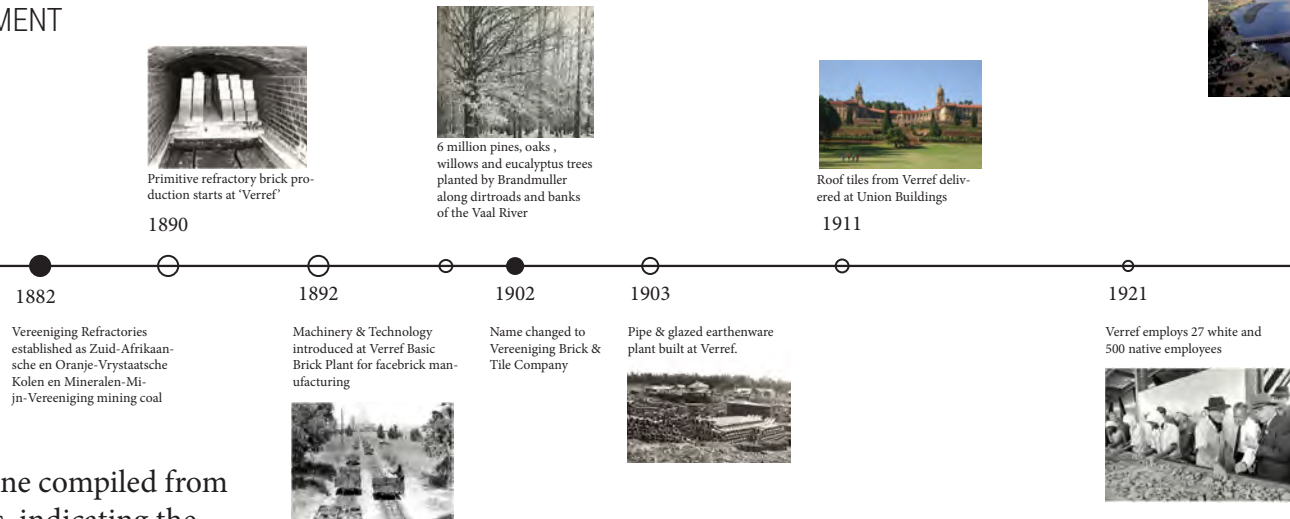 MENT
Primitive refractory brick pro-
duction starts at ‘Verref’
1890
6 million pines, oaks ,
willows and eucalyptus trees
planted by Brandmuller
along dirtroads and banks
of the Vaal River
Roof tiles from Verref deliv-
ered at Union Buildings
1911
1882
Vereeniging Refractories
established as Zuid-Afrikaan-
sche en Oranje-Vrystaatsche
Kolen en Mineralen-Mi-
jn-Vereeniging mining coal
1892
Machinery & Technology
introduced at Verref Basic
Brick Plant for facebrick man-
ufacturing
1902
Name changed to
Vereeniging Brick &
Tile Company
1903
Pipe & glazed earthenware
plant built at Verref.
1921
Verref employs 27 white and
500 native employees
ne compiled from
indicating the